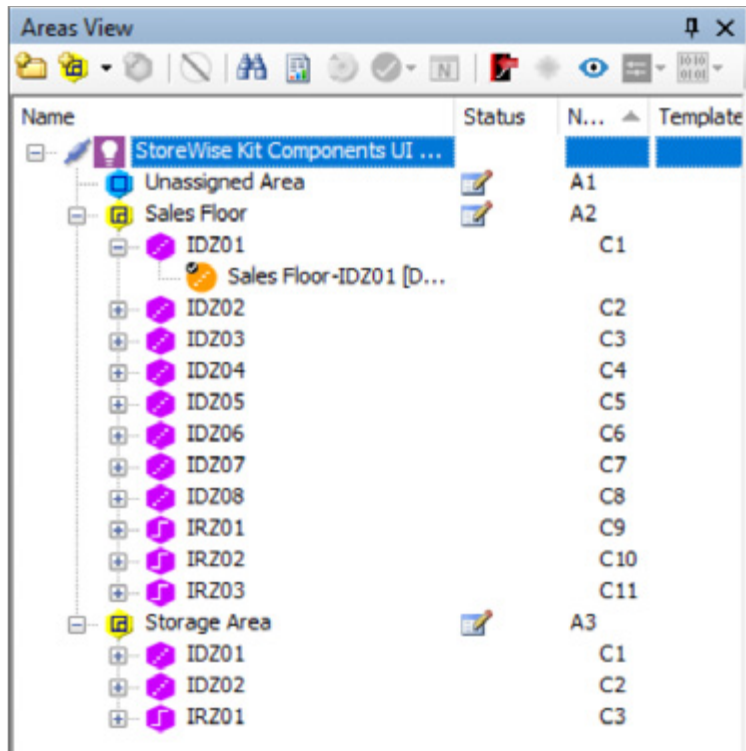 Areas View
N
1010
0101
Name Status N... Template
StoreWise Kit Components UI ...
Unassigned Area A1
Sales Floor A2
IDZ01 C1
Sales Floor-IDZ01 [D...
IDZ02 C2
IDZ03 C3
IDZ04 C4
IDZ05 C5
IDZ06 C6
IDZ07 C7
IDZ08 C8
IRZ01 C9
IRZ02 C10
IRZ03 C11
Storage Area A3
IDZ01 C1
IDZ02 C2
IRZ01 C3